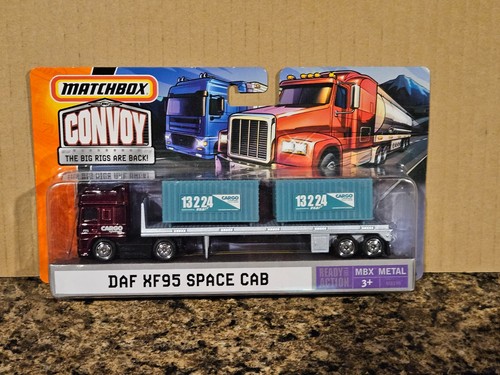 MATCHBOX
CONVOY
THE BIG RIGS ARE BACK!
13224
CARGO
13224
CARGO
CARGO
DAF XF95 SPACE CAB
READY FOR ACTION
MBX METAL
3+